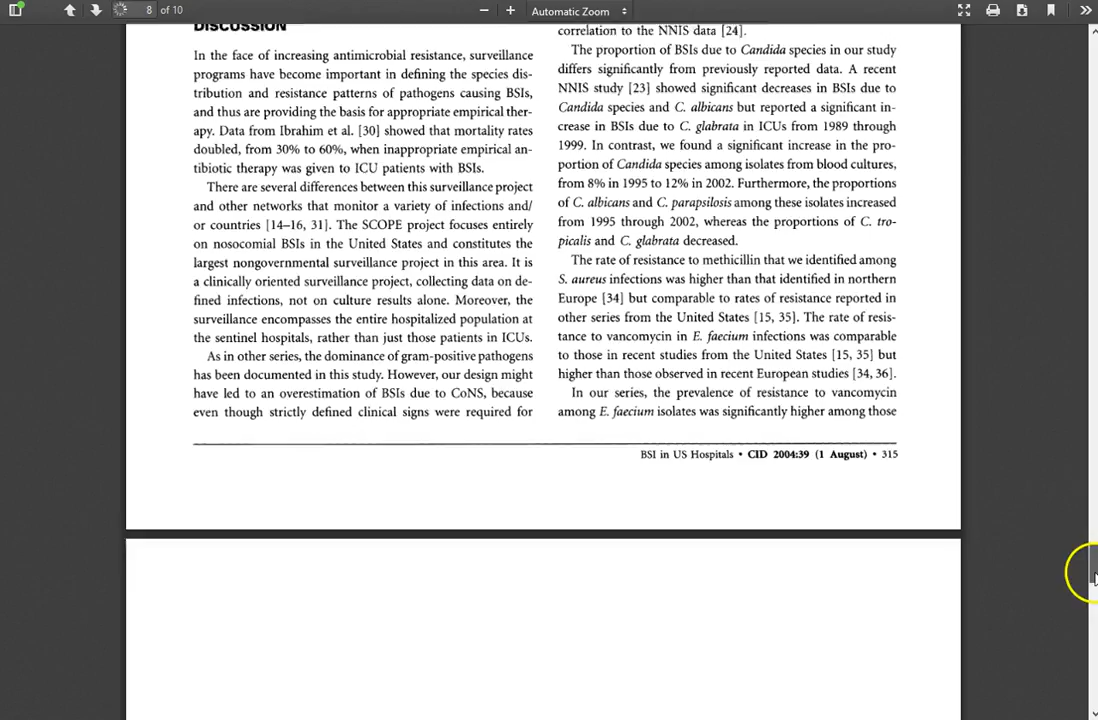 8 of 10
Automatic Zoom
DISCUSSION
In the face of increasing antimicrobial resistance, surveillance
programs have become important in defining the species dis-
tribution and resistance patterns of pathogens causing BSIs,
and thus are providing the basis for appropriate empirical ther-
apy. Data from Ibrahim et al. [30] showed that mortality rates
doubled, from 30% to 60%, when inappropriate empirical an-
tibiotic therapy was given to ICU patients with BSIs.
There are several differences between this surveillance project
and other networks that monitor a variety of infections and/
or countries [14–16, 31]. The SCOPE project focuses entirely
on nosocomial BSIs in the United States and constitutes the
largest nongovernmental surveillance project in this area. It is
a clinically oriented surveillance project, collecting data on de-
fined infections, not on culture results alone. Moreover, the
surveillance encompasses the entire hospitalized population at
the sentinel hospitals, rather than just those patients in ICUs.
As in other series, the dominance of gram-positive pathogens
has been documented in this study. However, our design might
have led to an overestimation of BSIs due to CoNS, because
even though strictly defined clinical signs were required for
correlation to the NNIS data [24].
The proportion of BSIs due to Candida species in our study
differs significantly from previously reported data. A recent
NNIS study [23] showed significant decreases in BSIs due to
Candida species and C. albicans but reported a significant in-
crease in BSIs due to C. glabrata in ICUs from 1989 through
1999. In contrast, we found a significant increase in the pro-
portion of Candida species among isolates from blood cultures,
from 8% in 1995 to 12% in 2002. Furthermore, the proportions
of C. albicans and C. parapsilosis among these isolates increased
from 1995 through 2002, whereas the proportions of C. tro-
picalis and C. glabrata decreased.
The rate of resistance to methicillin that we identified among
S. aureus infections was higher than that identified in northern
Europe [34] but comparable to rates of resistance reported in
other series from the United States [15, 35]. The rate of resis-
tance to vancomycin in E. faecium infections was comparable
to those in recent studies from the United States [15, 35] but
higher than those observed in recent European studies [34, 36].
In our series, the prevalence of resistance to vancomycin
among E. faecium isolates was significantly higher among those
BSI in US Hospitals • CID 2004:39 (1 August) • 315